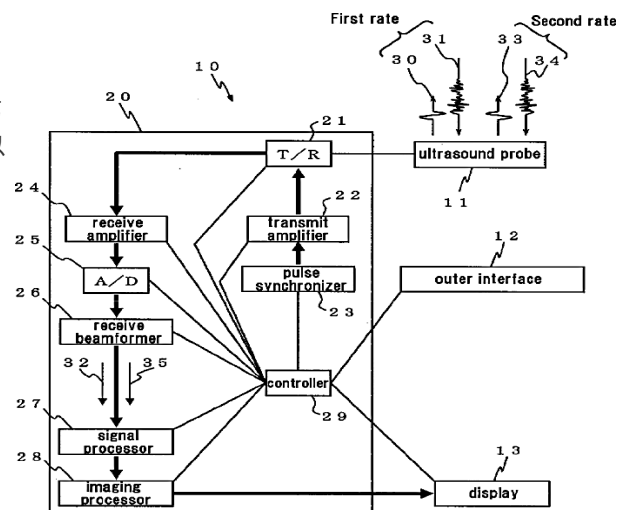 First rate
Second rate
31
33
30
34
10
20
21
T/R
ultrasound probe
11
24
22
receive
amplifier
transmit
amplifier
25
12
A/D
pulse
synchronizer
outer interface
26
23
receive
beamformer
32
35
controller
29
27
signal
processor
28
13
imaging
processor
display